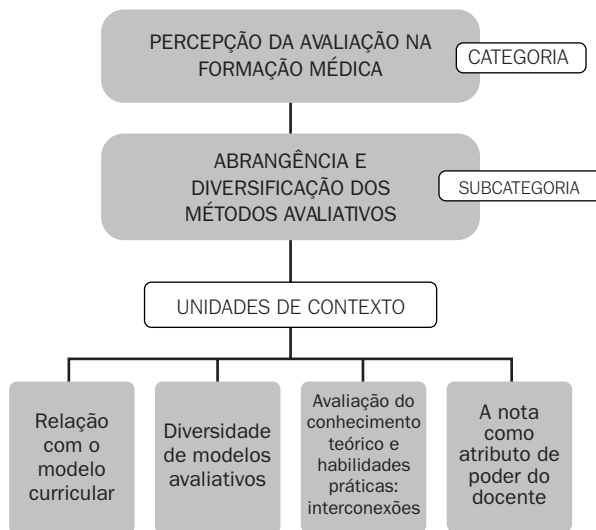 PERCEPÇÃO DA AVALIAÇÃO NA
FORMAÇÃO MÉDICA
CATEGORIA
ABRANGÊNCIA E
DIVERSIFICAÇÃO DOS
MÉTODOS AVALIATIVOS
SUBCATEGORIA
UNIDADES DE CONTEXTO
Relação
com o
modelo
curricular
Diversidade
de modelos
avaliativos
Avaliação do
conhecimento
teórico e
habilidades
práticas:
interconexões
A nota
como
atributo de
poder do
docente